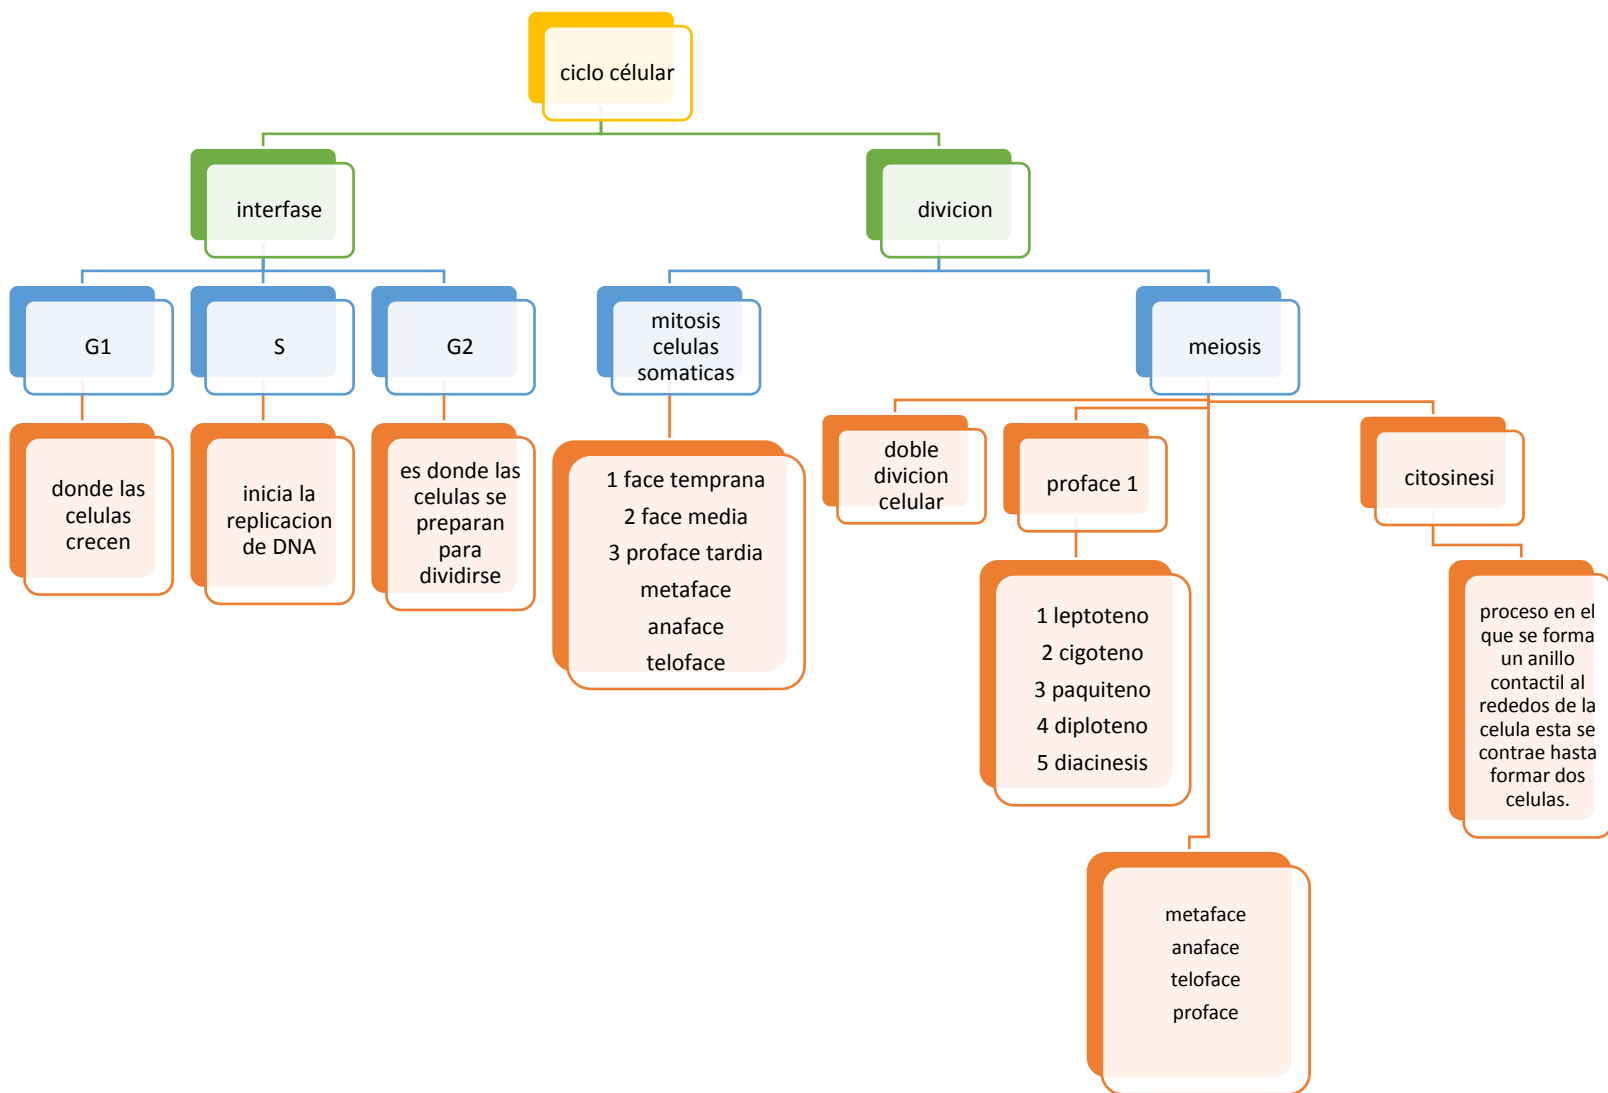 ciclo célular
interfase
divicion
G1
S
G2
mitosis
celulas
somaticas
meiosis
donde las
celulas
crecen
inicia la
replicacion
de DNA
es donde las
celulas se
preparan
para
dividirse
1 face temprana
2 face media
3 proface tardia
metaface
anaface
teloface
doble
divicion
celular
proface 1
citosinesi
1 leptoteno
2 cigoteno
3 paquiteno
4 diploteno
5 diacinesis
proceso en el
que se forma
un anillo
contactil al
rededos de la
celula esta se
contrae hasta
formar dos
celulas.
metaface
anaface
teloface
proface